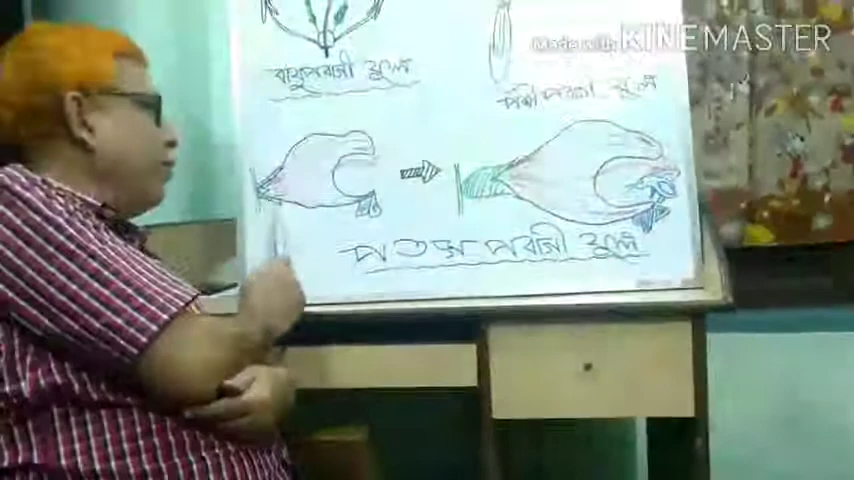 Made with KINEMASTER
বায়ুপরাগী ফুল
পক্ষীপরাগী ফুল
পতঙ্গ পরাগী ফুল